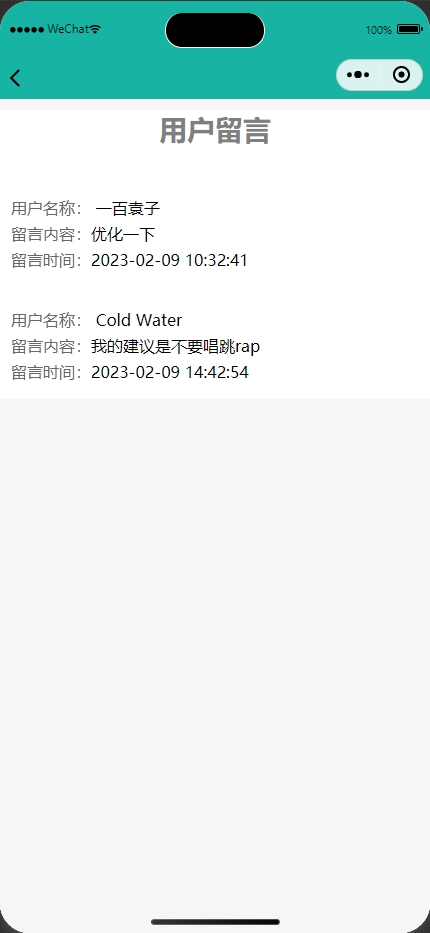 WeChat 100%
用户留言
用户名称： 一百袁子
留言内容：优化一下
留言时间：2023-02-09 10:32:41
用户名称： Cold Water
留言内容：我的建议是不要唱跳rap
留言时间：2023-02-09 14:42:54